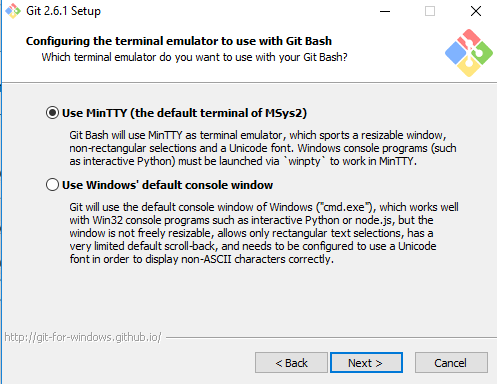 Git 2.6.1 Setup
Configuring the terminal emulator to use with Git Bash
Which terminal emulator do you want to use with your Git Bash?
Use MinTTY (the default terminal of MSys2)
Git Bash will use MinTTY as terminal emulator, which sports a resizable window,
non-rectangular selections and a Unicode font. Windows console programs (such
as interactive Python) must be launched via `winpty` to work in MinTTY.
Use Windows' default console window
Git will use the default console window of Windows ("cmd.exe"), which works well
with Win32 console programs such as interactive Python or node.js, but the
window is not freely resizable, allows only rectangular text selections, has a
very limited default scroll-back, and needs to be configured to use a Unicode
font in order to display non-ASCII characters correctly.
http://git-for-windows.github.io/
< Back Next > Cancel